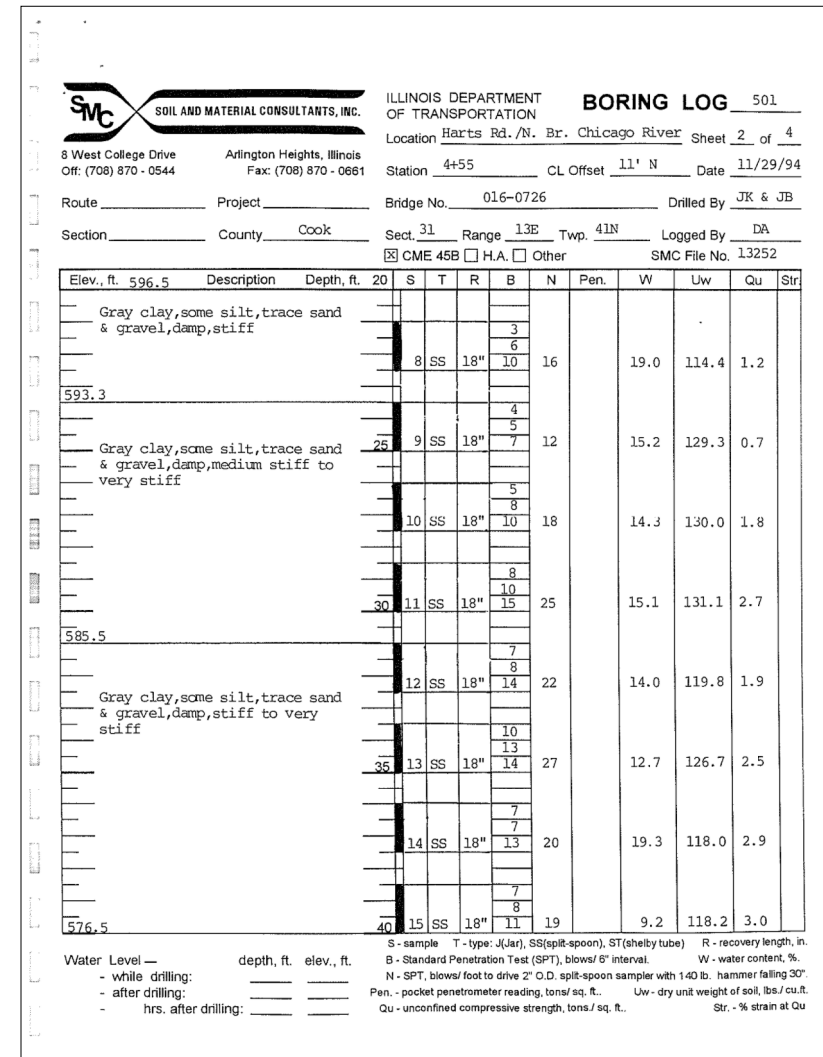 SMC SOIL AND MATERIAL CONSULTANTS, INC.
8 West College Drive Arlington Heights, Illinois
Off: (708) 870 - 0544 Fax: (708) 870 - 0661
ILLINOIS DEPARTMENT OF TRANSPORTATION BORING LOG 501
Location Harts Rd./N. Br. Chicago River Sheet 2 of 4
Station 4+55 CL Offset 11' N Date 11/29/94
Route Project Bridge No. 016-0726 Drilled By JK & JB
Section County Cook Sect. 31 Range 13E Twp. 41N Logged By DA
☒ CME 45B ☐ H.A. ☐ Other SMC File No. 13252
Elev., ft. 596.5 Description Depth, ft. 20 S T R B N Pen. W Uw Qu Str.
Gray clay,some silt,trace sand
& gravel,damp,stiff
3
6
8 SS 18" 10 16 19.0 114.4 1.2
593.3
4
5
25 9 SS 18" 7 12 15.2 129.3 0.7
Gray clay,some silt,trace sand
& gravel,damp,medium stiff to
very stiff
5
8
10 SS 18" 10 18 14.3 130.0 1.8
8
10
30 11 SS 18" 15 25 15.1 131.1 2.7
585.5
7
8
12 SS 18" 14 22 14.0 119.8 1.9
Gray clay,some silt,trace sand
& gravel,damp,stiff to very
stiff
10
13
35 13 SS 18" 14 27 12.7 126.7 2.5
7
7
14 SS 18" 13 20 19.3 118.0 2.9
7
8
576.5 40 15 SS 18" 11 19 9.2 118.2 3.0
S - sample T - type: J(Jar), SS(split-spoon), ST(shelby tube) R - recovery length, in.
Water Level — depth, ft. elev., ft. B - Standard Penetration Test (SPT), blows/ 6" interval. W - water content, %.
- while drilling: N - SPT, blows/ foot to drive 2" O.D. split-spoon sampler with 140 lb. hammer falling 30".
- after drilling: Pen. - pocket penetrometer reading, tons/ sq. ft.. Uw - dry unit weight of soil, lbs./ cu.ft.
- hrs. after drilling: Qu - unconfined compressive strength, tons./ sq. ft.. Str. - % strain at Qu